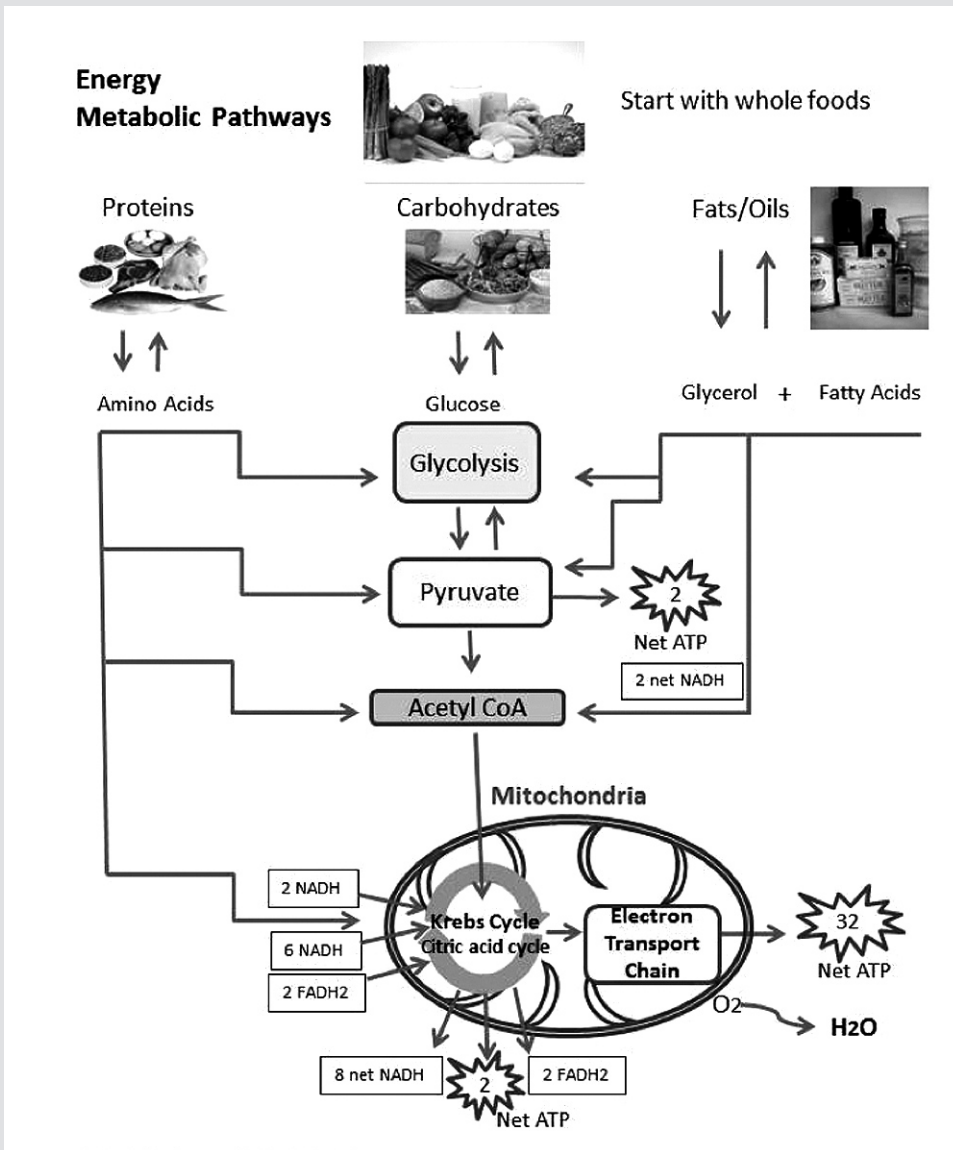 Energy
Metabolic Pathways
Start with whole foods
Proteins
Carbohydrates
Fats/Oils
Amino Acids
Glucose
Glycerol + Fatty Acids
Glycolysis
Pyruvate
2
Net ATP
2 net NADH
Acetyl CoA
Mitochondria
2 NADH
6 NADH
2 FADH2
Krebs Cycle
Citric acid cycle
Electron
Transport
Chain
32
Net ATP
O2
H2O
8 net NADH
2
Net ATP
2 FADH2